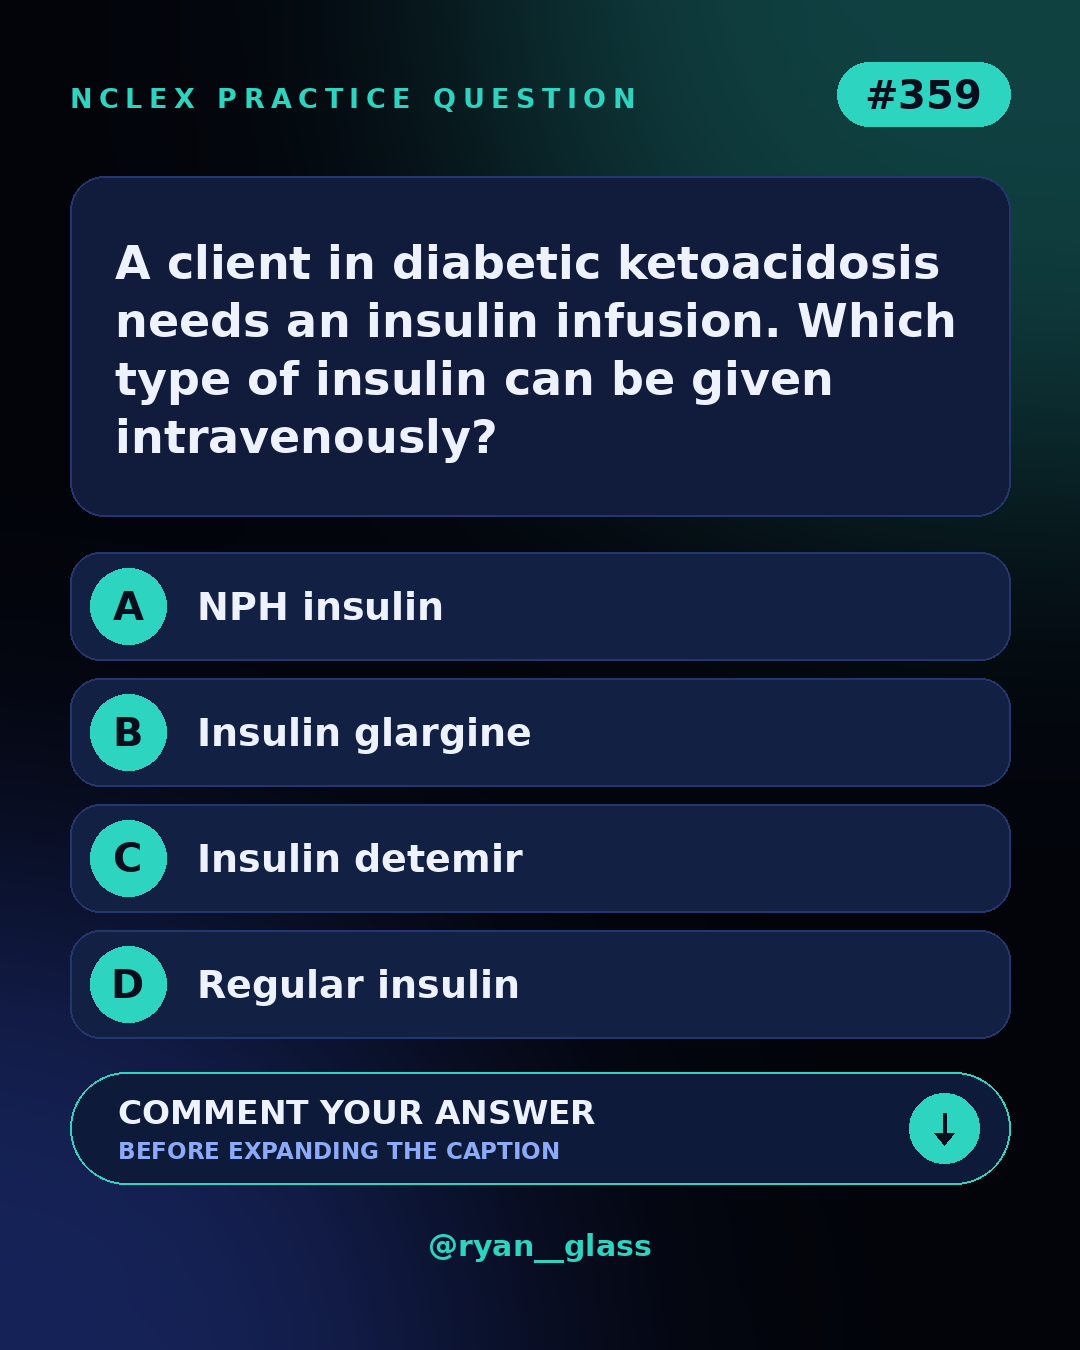 NCLEX PRACTICE QUESTION
#359
A client in diabetic ketoacidosis
needs an insulin infusion. Which
type of insulin can be given
intravenously?
A NPH insulin
B Insulin glargine
C Insulin detemir
D Regular insulin
COMMENT YOUR ANSWER
BEFORE EXPANDING THE CAPTION
@ryan__glass